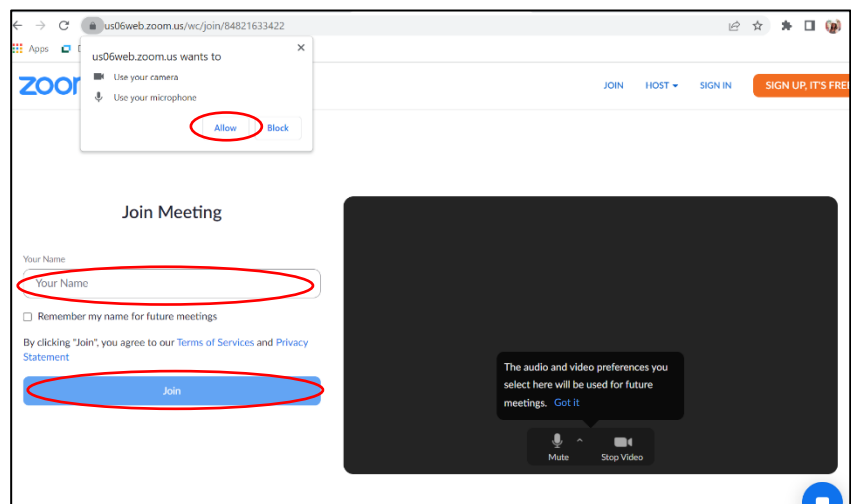 us06web.zoom.us/wc/join/84821633422
Apps
us06web.zoom.us wants to
Use your camera
Use your microphone
Allow Block
zoo
JOIN HOST SIGN IN SIGN UP, IT'S FREE
Join Meeting
Your Name
Your Name
Remember my name for future meetings
By clicking "Join", you agree to our Terms of Services and Privacy
Statement
Join
The audio and video preferences you
select here will be used for future
meetings. Got it
Mute Stop Video